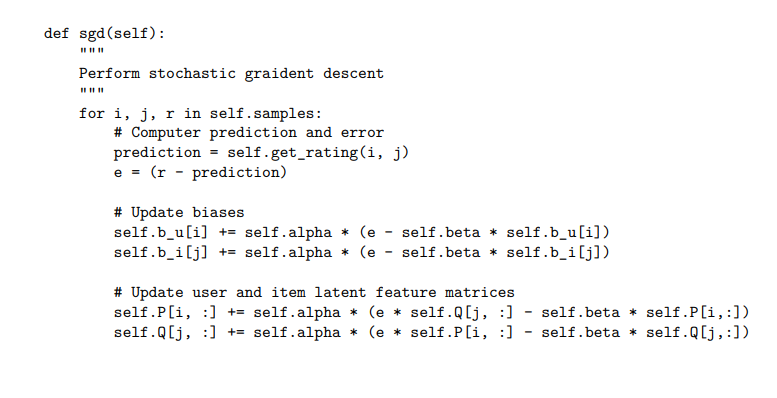 def sgd(self):
    """
    Perform stochastic graident descent
    """
    for i, j, r in self.samples:
        # Computer prediction and error
        prediction = self.get_rating(i, j)
        e = (r - prediction)

        # Update biases
        self.b_u[i] += self.alpha * (e - self.beta * self.b_u[i])
        self.b_i[j] += self.alpha * (e - self.beta * self.b_i[j])

        # Update user and item latent feature matrices
        self.P[i, :] += self.alpha * (e * self.Q[j, :] - self.beta * self.P[i,:])
        self.Q[j, :] += self.alpha * (e * self.P[i, :] - self.beta * self.Q[j,:])